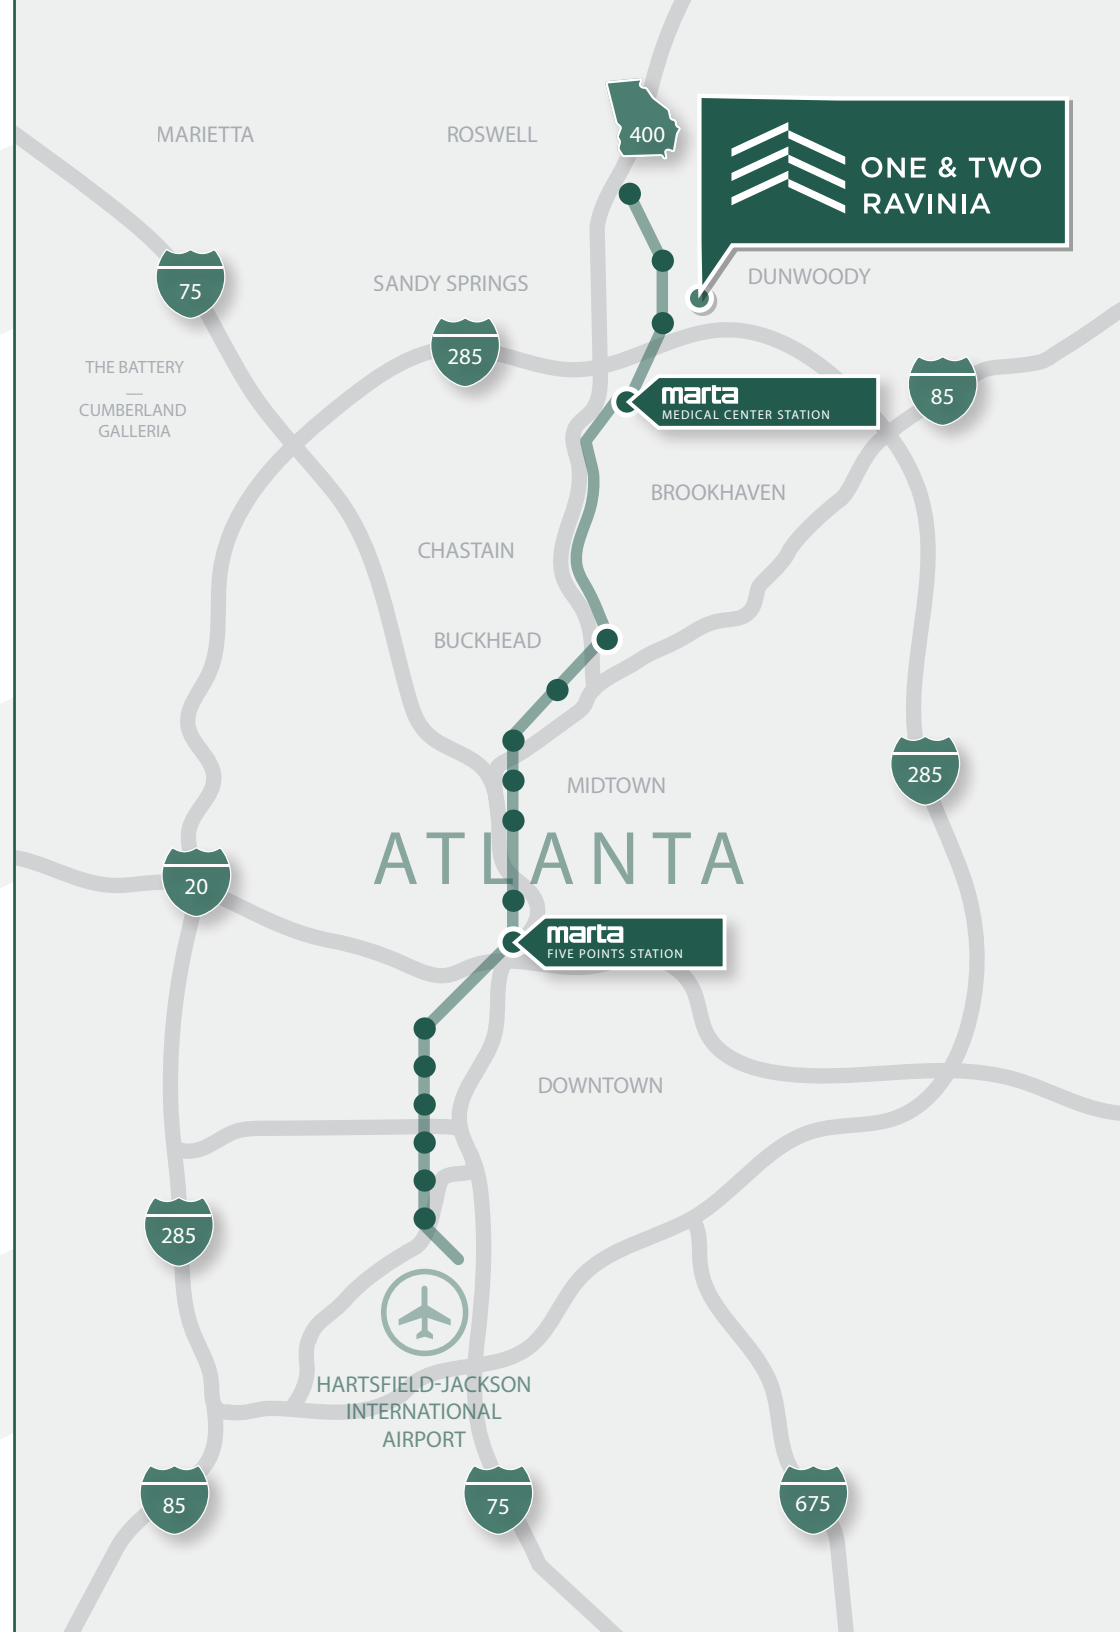 MARIETTA
ROSWELL
400
ONE & TWO
RAVINIA
75
SANDY SPRINGS
DUNWOODY
285
THE BATTERY
—
CUMBERLAND
GALLERIA
85
marta
MEDICAL CENTER STATION
BROOKHAVEN
CHASTAIN
BUCKHEAD
285
MIDTOWN
ATLANTA
20
marta
FIVE POINTS STATION
DOWNTOWN
285
HARTSFIELD-JACKSON
INTERNATIONAL
AIRPORT
85
75
675